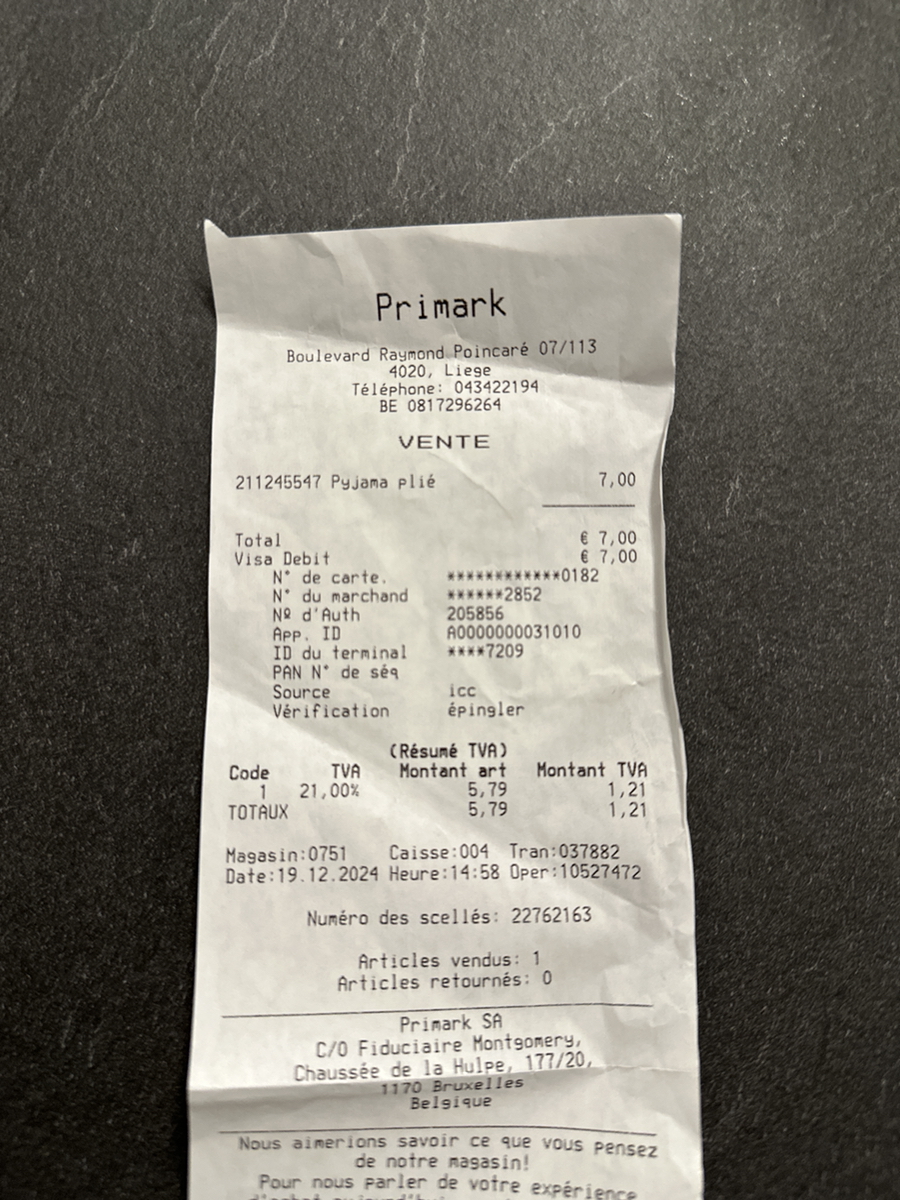 Primark
Boulevard Raymond Poincaré 07/113
4020, Liege
Téléphone: 043422194
BE 0817296264
VENTE
211245547 Pyjama plié 7,00
Total € 7,00
Visa Debit € 7,00
N° de carte. ************0182
N° du marchand ******2852
Nº d'Auth 205856
App. ID A0000000031010
ID du terminal ****7209
PAN N° de séq
Source icc
Vérification épingler
(Résumé TVA)
Code TVA Montant art Montant TVA
1 21,00% 5,79 1,21
TOTAUX 5,79 1,21
Magasin:0751 Caisse:004 Tran:037882
Date:19.12.2024 Heure:14:58 Oper:10527472
Numéro des scellés: 22762163
Articles vendus: 1
Articles retournés: 0
Primark SA
C/O Fiduciaire Montgomery,
Chaussée de la Hulpe, 177/20,
1170 Bruxelles
Belgique
Nous aimerions savoir ce que vous pensez
de notre magasin!
Pour nous parler de votre expérience